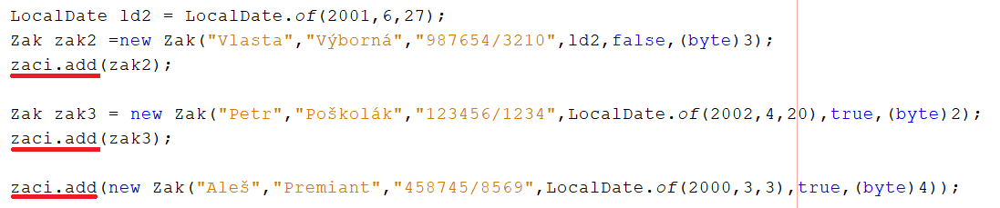 LocalDate ld2 = LocalDate.of(2001,6,27);
Zak zak2 =new Zak("Vlasta","Výborná","987654/3210",ld2,false,(byte)3);
zaci.add(zak2);
Zak zak3 = new Zak("Petr","Poškolák","123456/1234",LocalDate.of(2002,4,20),true,(byte)2);
zaci.add(zak3);
zaci.add(new Zak("Aleš","Premiant","458745/8569",LocalDate.of(2000,3,3),true,(byte)4));